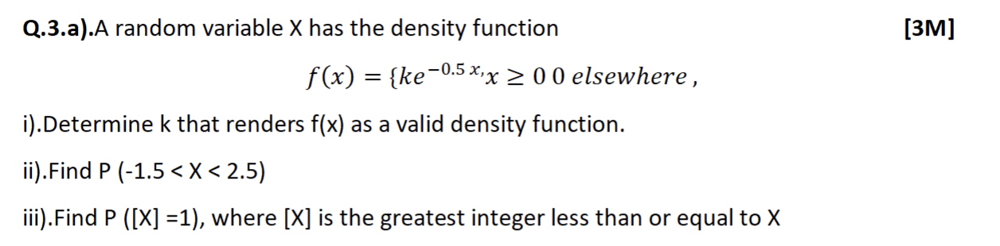 Q.3.a).A random variable X has the density function [3M]
f(x) = {ke^{-0.5 x,}x ≥ 0 0 elsewhere ,
i).Determine k that renders f(x) as a valid density function.
ii).Find P (-1.5 < X < 2.5)
iii).Find P ([X] =1), where [X] is the greatest integer less than or equal to X